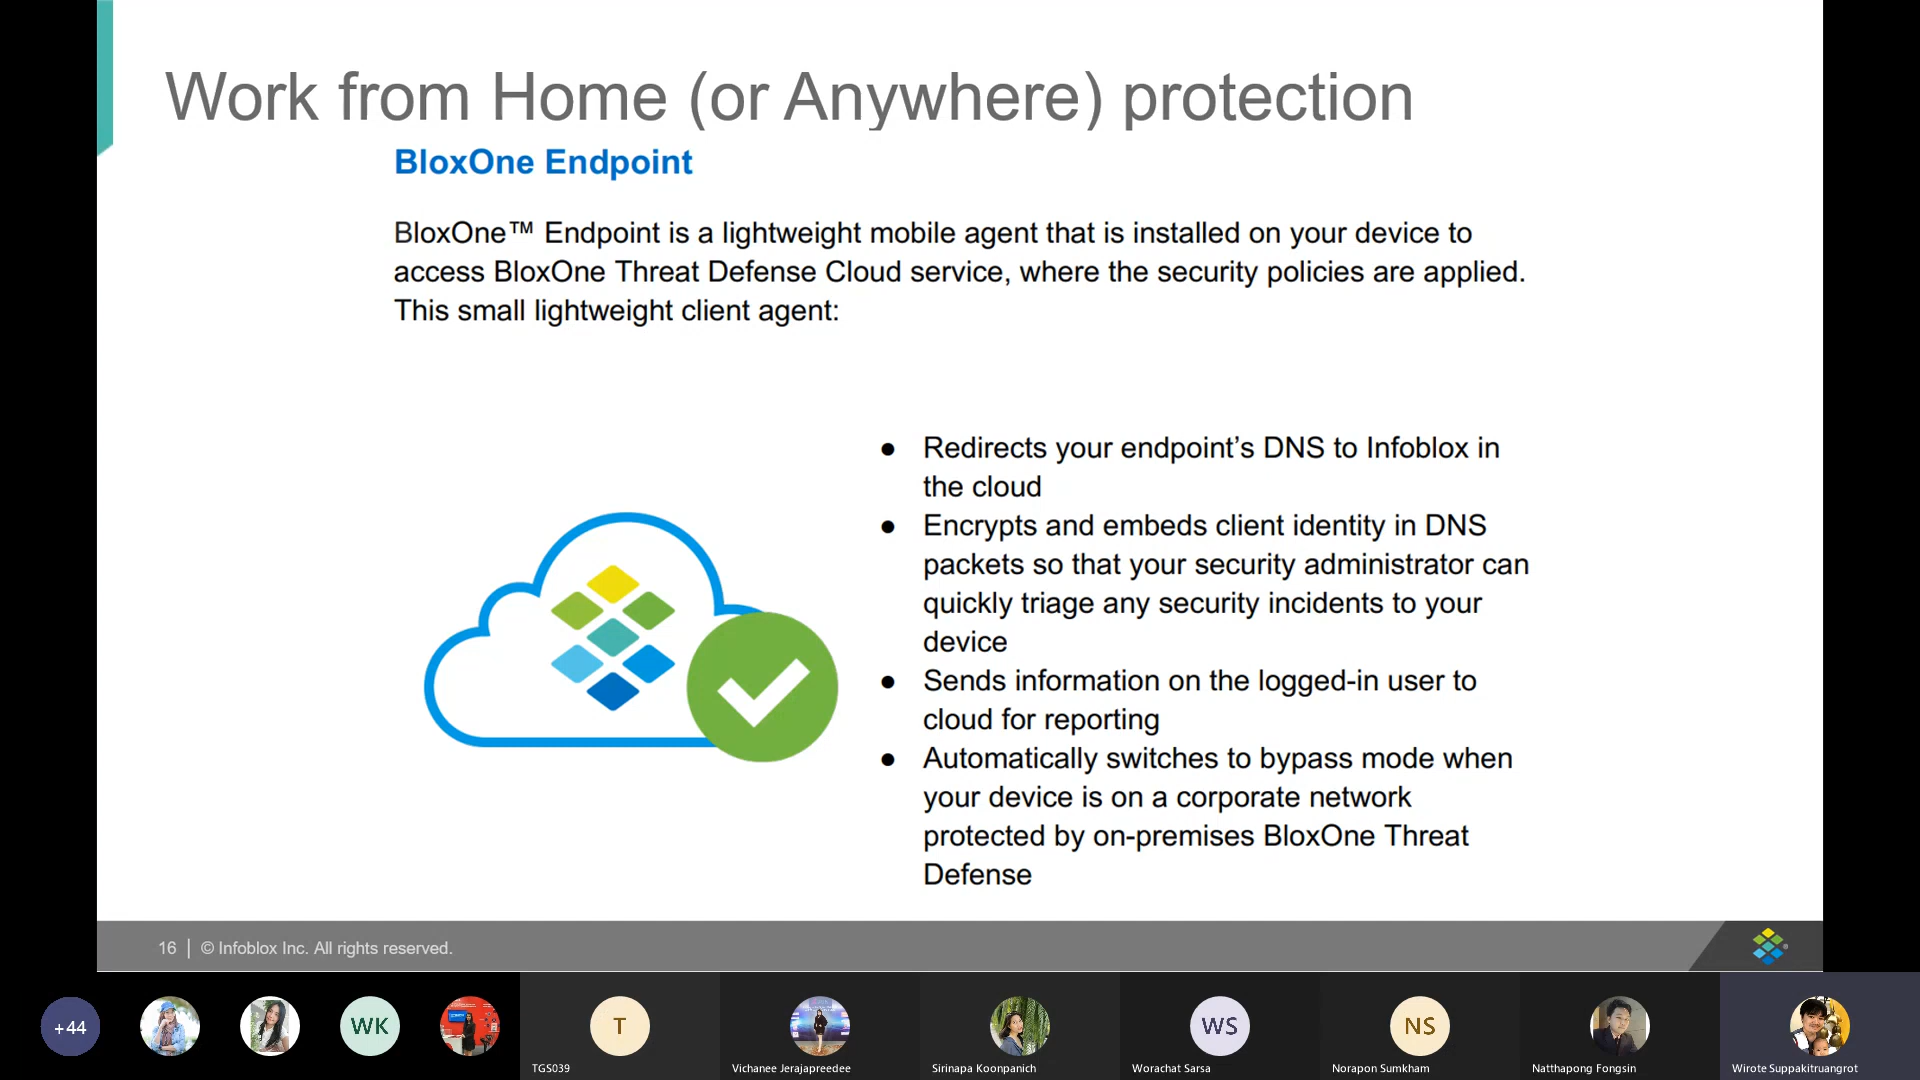 Work from Home (or Anywhere) protection
BloxOne Endpoint
BloxOne™ Endpoint is a lightweight mobile agent that is installed on your device to
access BloxOne Threat Defense Cloud service, where the security policies are applied.
This small lightweight client agent:
● Redirects your endpoint’s DNS to Infoblox in
the cloud
● Encrypts and embeds client identity in DNS
packets so that your security administrator can
quickly triage any security incidents to your
device
● Sends information on the logged-in user to
cloud for reporting
● Automatically switches to bypass mode when
your device is on a corporate network
protected by on-premises BloxOne Threat
Defense
16 | © Infoblox Inc. All rights reserved.
+44
WK
T
WS
NS
TGS039
Vichanee Jerajapreedee
Sirinapa Koonpanich
Worachat Sarsa
Norapon Sumkham
Natthapong Fongsin
Wirote Suppakitruangrot